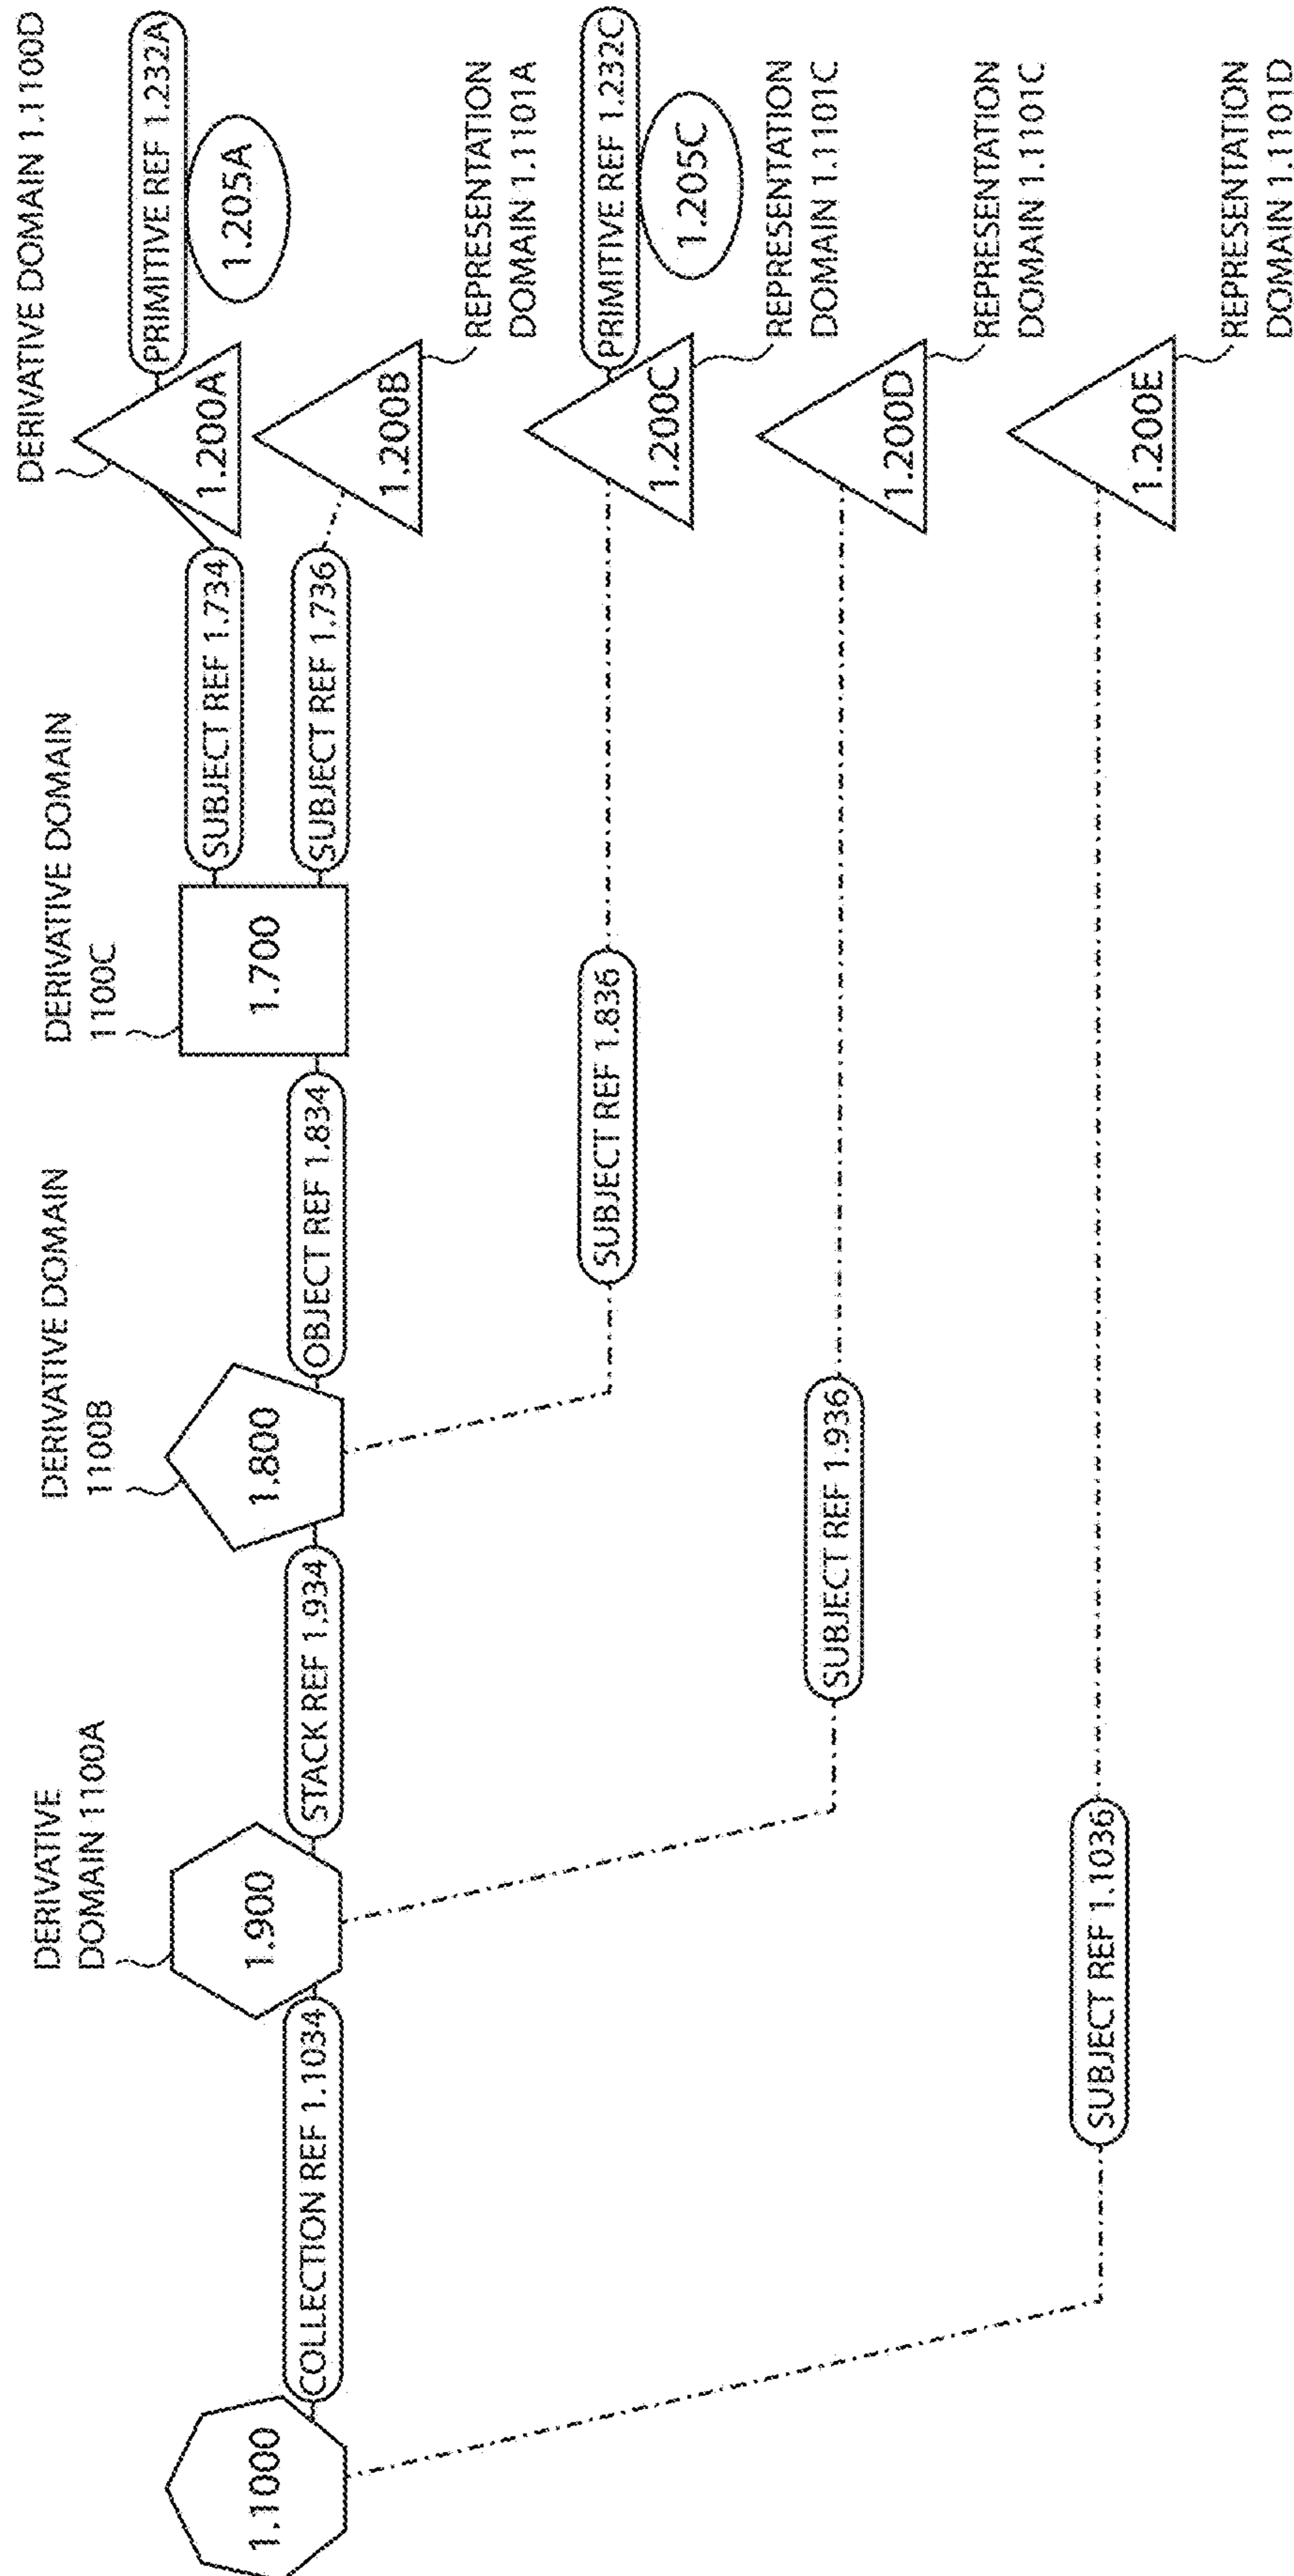 DERIVATIVE
DOMAIN 1100A
DERIVATIVE DOMAIN
1100B
DERIVATIVE DOMAIN
1100C
DERIVATIVE DOMAIN 1.1100D
1.1000
COLLECTION REF 1.1034
1.900
STACK REF 1.934
1.800
OBJECT REF 1.834
1.700
SUBJECT REF 1.734
SUBJECT REF 1.736
1.200A
PRIMITIVE REF 1.232A
1.205A
1.200B
REPRESENTATION
DOMAIN 1.1101A
SUBJECT REF 1.836
1.200C
PRIMITIVE REF 1.232C
1.205C
REPRESENTATION
DOMAIN 1.1101C
SUBJECT REF 1.936
1.200D
REPRESENTATION
DOMAIN 1.1101C
SUBJECT REF 1.1036
1.200E
REPRESENTATION
DOMAIN 1.1101D